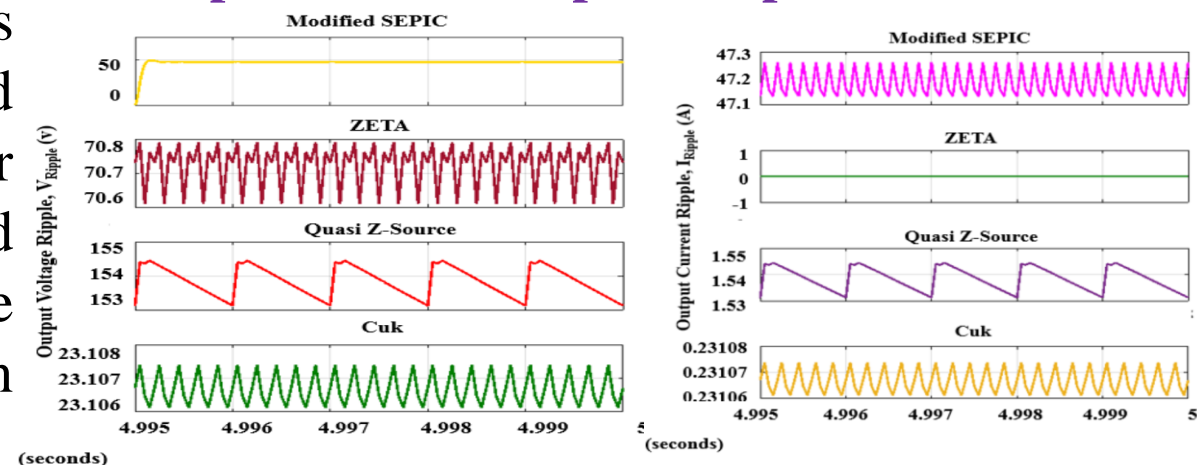 s
d
r
d
e
n
Modified SEPIC
50
0
ZETA
70.8
70.7
70.6
Quasi Z-Source
155
154
153
Cuk
23.108
23.107
23.106
4.995 4.996 4.997 4.998 4.999 5
(seconds)
Output Voltage Ripple, VRipple (v)
Modified SEPIC
47.3
47.2
47.1
ZETA
1
0
-1
Quasi Z-Source
1.55
1.54
1.53
Cuk
0.23108
0.23107
0.23106
4.995 4.996 4.997 4.998 4.999 5
(seconds)
Output Current Ripple, IRipple (A)